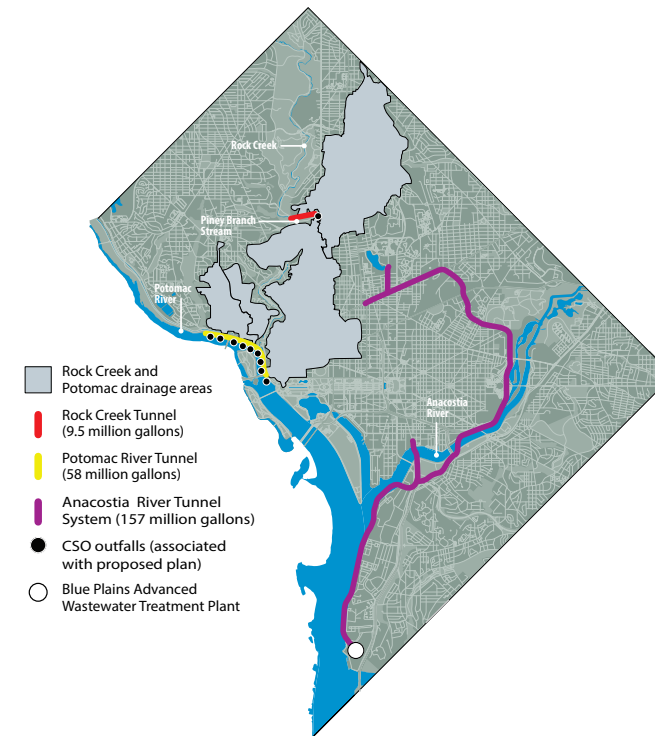 Rock Creek
Piney Branch
Stream
Potomac
River
Anacostia
River
Rock Creek and
Potomac drainage areas
Rock Creek Tunnel
(9.5 million gallons)
Potomac River Tunnel
(58 million gallons)
Anacostia River Tunnel
System (157 million gallons)
CSO outfalls (associated
with proposed plan)
Blue Plains Advanced
Wastewater Treatment Plant